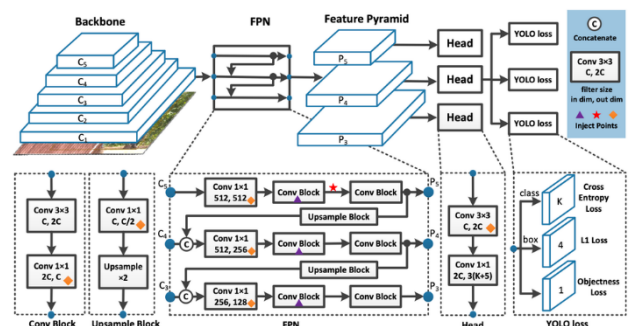 Backbone
FPN
Feature Pyramid
C5
C4
C3
C2
C1
P5
P4
P3
Head
Head
Head
YOLO loss
YOLO loss
YOLO loss
C
Concatenate
Conv 3×3
C, 2C
filter size
in dim, out dim
Inject Points
Conv 3×3
C, 2C
Conv 1×1
2C, C
Conv Block
Conv 1×1
C, C/2
Upsample
×2
Upsample Block
C5
Conv 1×1
512, 512
Conv Block
Conv Block
P5
Upsample Block
C4
C
Conv 1×1
512, 256
Conv Block
Conv Block
P4
Upsample Block
C3
C
Conv 1×1
256, 128
Conv Block
Conv Block
P3
FPN
Conv 3×3
C, 2C
Conv 1×1
2C, 3(K+5)
Head
class
K
Cross
Entropy
Loss
box
4
L1 Loss
1
Objectness Loss
YOLO loss